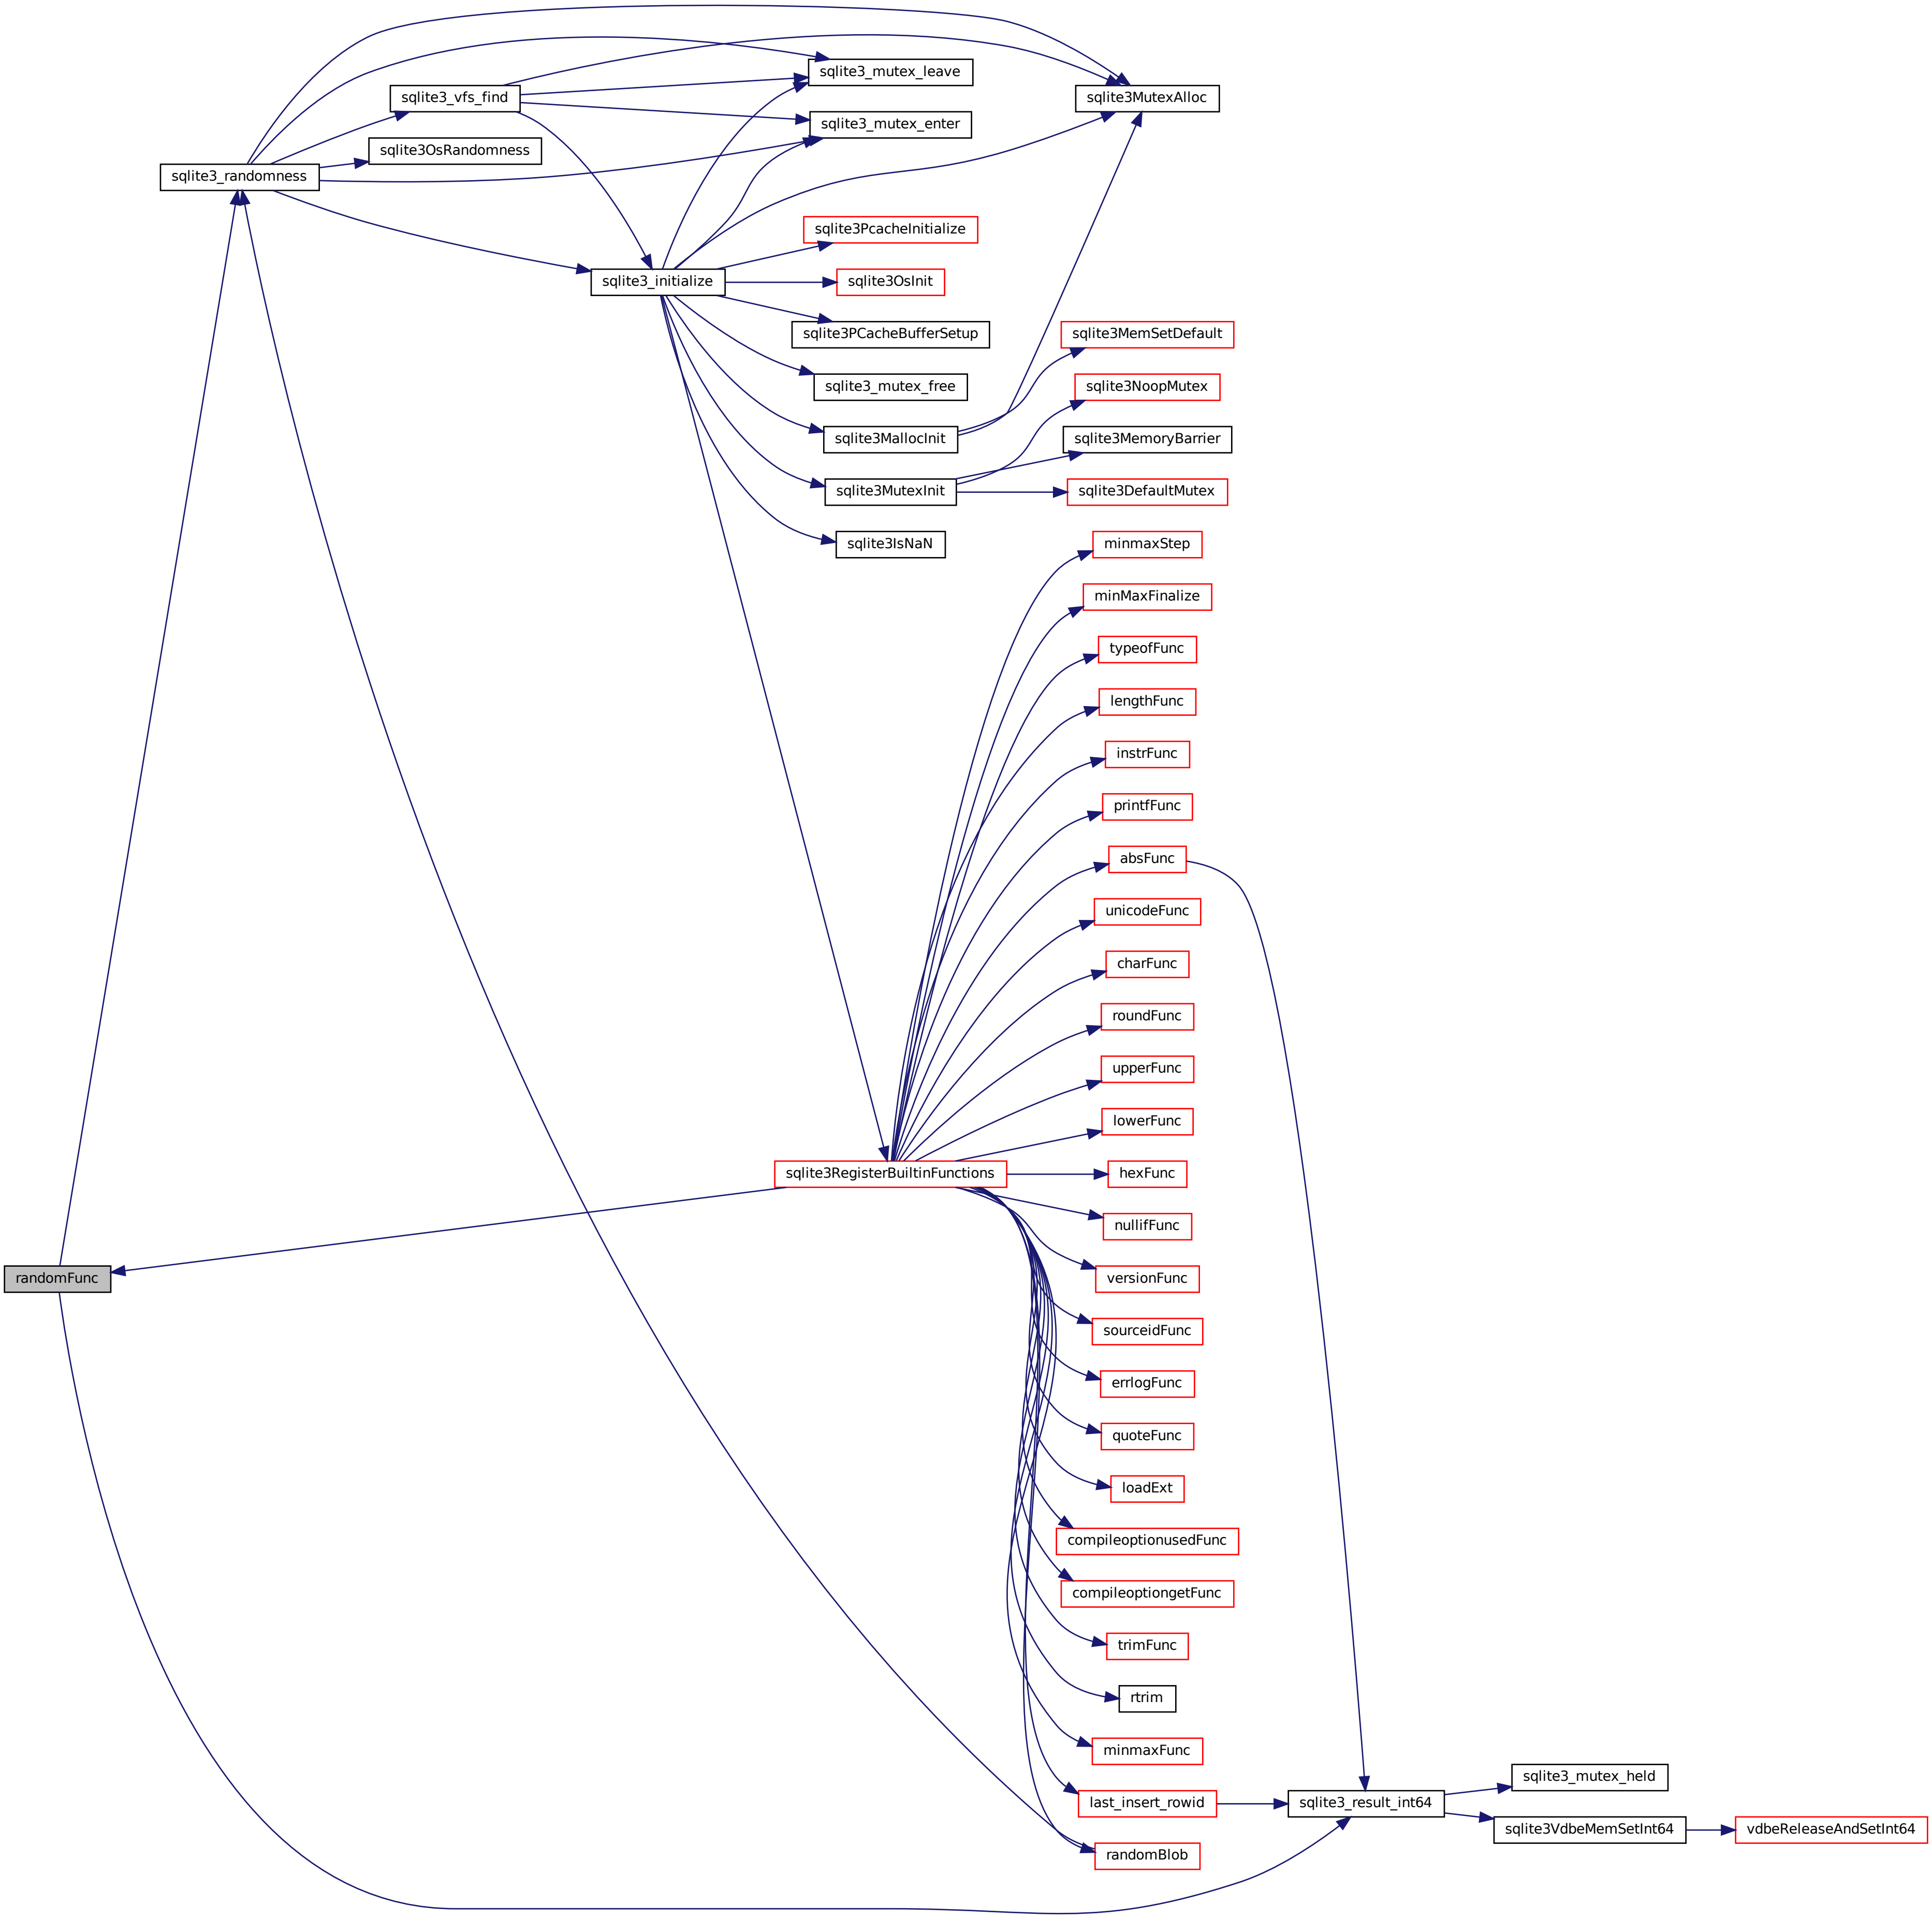 sqlite3_mutex_leave
sqlite3_vfs_find
sqlite3MutexAlloc
sqlite3_mutex_enter
sqlite3OsRandomness
sqlite3_randomness
sqlite3PcacheInitialize
sqlite3_initialize
sqlite3OsInit
sqlite3PCacheBufferSetup
sqlite3MemSetDefault
sqlite3_mutex_free
sqlite3NoopMutex
sqlite3MallocInit
sqlite3MemoryBarrier
sqlite3MutexInit
sqlite3DefaultMutex
sqlite3IsNaN
minmaxStep
minMaxFinalize
typeofFunc
lengthFunc
instrFunc
printfFunc
absFunc
unicodeFunc
charFunc
roundFunc
upperFunc
lowerFunc
sqlite3RegisterBuiltinFunctions
hexFunc
nullifFunc
randomFunc
versionFunc
sourceidFunc
errlogFunc
quoteFunc
loadExt
compileoptionusedFunc
compileoptiongetFunc
trimFunc
rtrim
minmaxFunc
sqlite3_mutex_held
last_insert_rowid
sqlite3_result_int64
sqlite3VdbeMemSetInt64
vdbeReleaseAndSetInt64
randomBlob